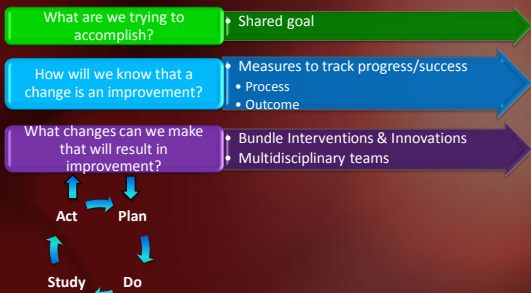 What are we trying to
accomplish?
• Shared goal
How will we know that a
change is an improvement?
• Measures to track progress/success
• Process
• Outcome
What changes can we make
that will result in
improvement?
• Bundle Interventions & Innovations
• Multidisciplinary teams
Act Plan
Study Do